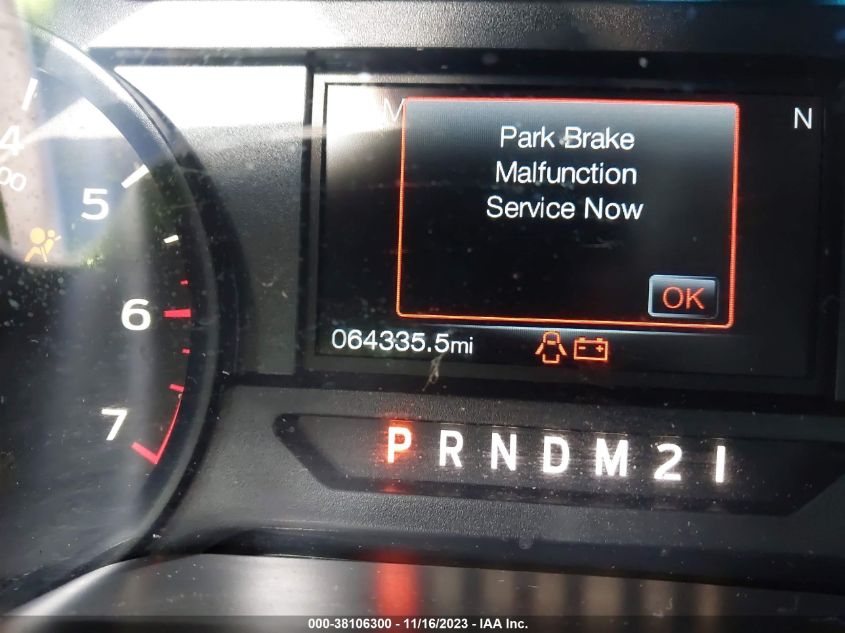 M
N
Park Brake
Malfunction
Service Now
OK
064335.5mi
4
5
6
7
P R N D M 2 1
000-38106300 - 11/16/2023 - IAA Inc.